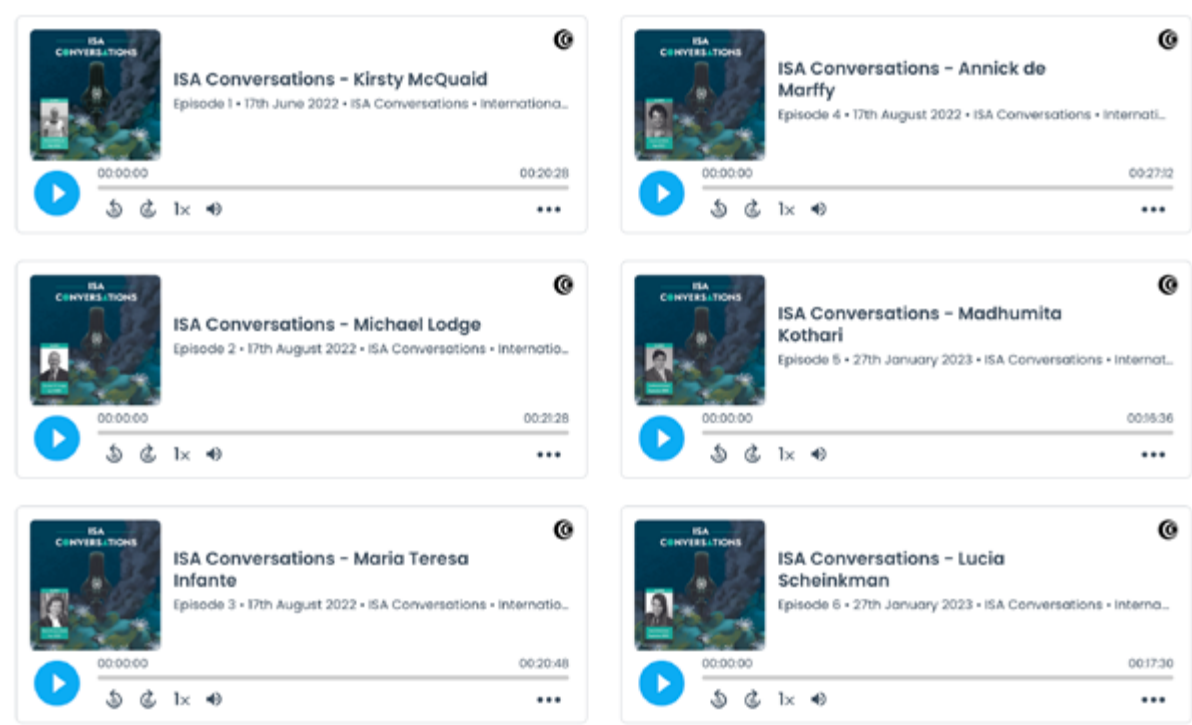 ISA
CONVERSATIONS
ISA Conversations - Kirsty McQuaid
Episode 1 • 17th June 2022 • ISA Conversations • Internationa...
00:00:00
00:20:28
1x
ISA
CONVERSATIONS
ISA Conversations - Michael Lodge
Episode 2 • 17th August 2022 • ISA Conversations • Internatio...
00:00:00
00:21:28
1x
ISA
CONVERSATIONS
ISA Conversations - Maria Teresa
Infante
Episode 3 • 17th August 2022 • ISA Conversations • Internatio...
00:00:00
00:20:48
1x
ISA
CONVERSATIONS
ISA Conversations - Annick de
Marffy
Episode 4 • 17th August 2022 • ISA Conversations • Internati...
00:00:00
00:27:12
1x
ISA
CONVERSATIONS
ISA Conversations - Madhumita
Kothari
Episode 5 • 27th January 2023 • ISA Conversations • Internat...
00:00:00
00:16:36
1x
ISA
CONVERSATIONS
ISA Conversations - Lucia
Scheinkman
Episode 6 • 27th January 2023 • ISA Conversations • Interna...
00:00:00
00:17:30
1x